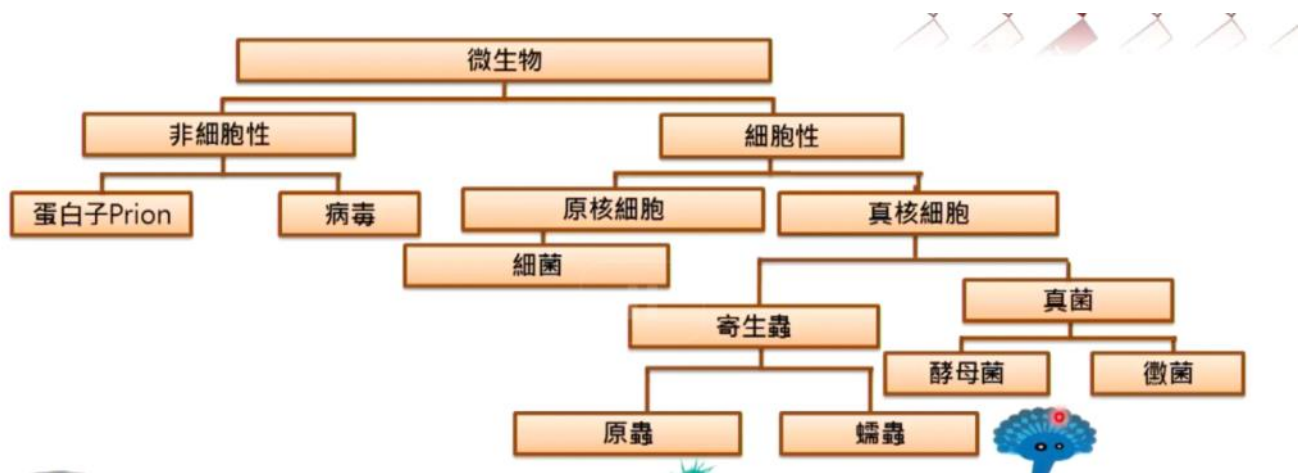 微生物
非細胞性
細胞性
蛋白子Prion
病毒
原核細胞
真核細胞
細菌
寄生蟲
真菌
酵母菌
黴菌
原蟲
蠕蟲